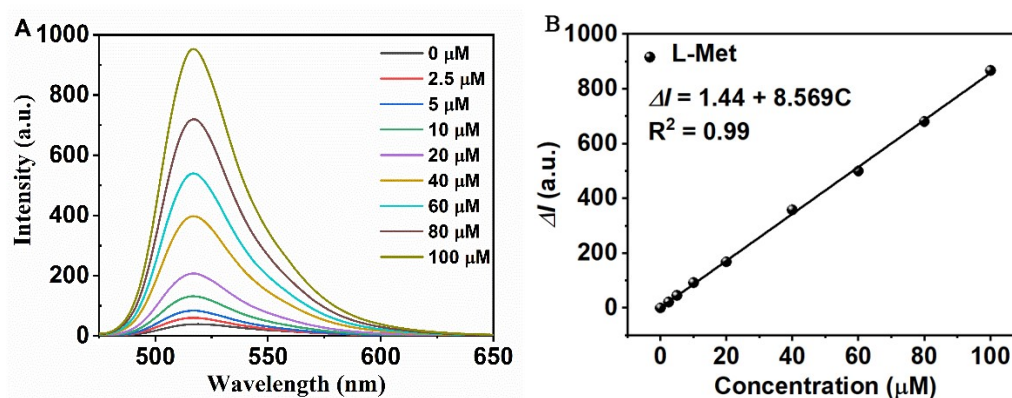 A
1000
800
600
400
200
0
Intensity (a.u.)
500
550
600
650
Wavelength (nm)
0 μM
2.5 μM
5 μM
10 μM
20 μM
40 μM
60 μM
80 μM
100 μM
B
1000
800
600
400
200
0
ΔI (a.u.)
L-Met
ΔI = 1.44 + 8.569C
R² = 0.99
0
20
40
60
80
100
Concentration (μM)